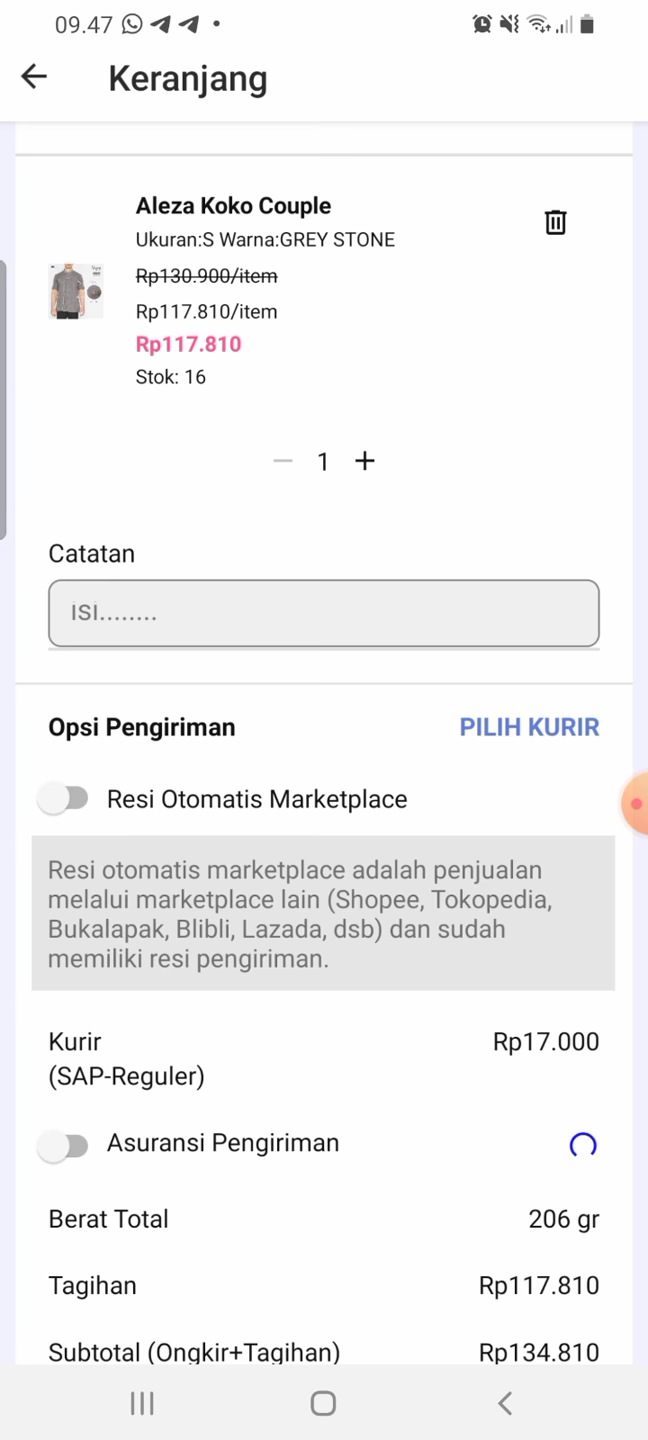 09.47
Keranjang
Aleza Koko Couple
Ukuran:S Warna:GREY STONE
Rp130.900/item
Rp117.810/item
Rp117.810
Stok: 16
1
Catatan
isi........
Opsi Pengiriman
PILIH KURIR
Resi Otomatis Marketplace
Resi otomatis marketplace adalah penjualan
melalui marketplace lain (Shopee, Tokopedia,
Bukalapak, Blibli, Lazada, dsb) dan sudah
memiliki resi pengiriman.
Kurir Rp17.000
(SAP-Reguler)
Asuransi Pengiriman
Berat Total 206 gr
Tagihan Rp117.810
Subtotal (Ongkir+Tagihan) Rp134.810